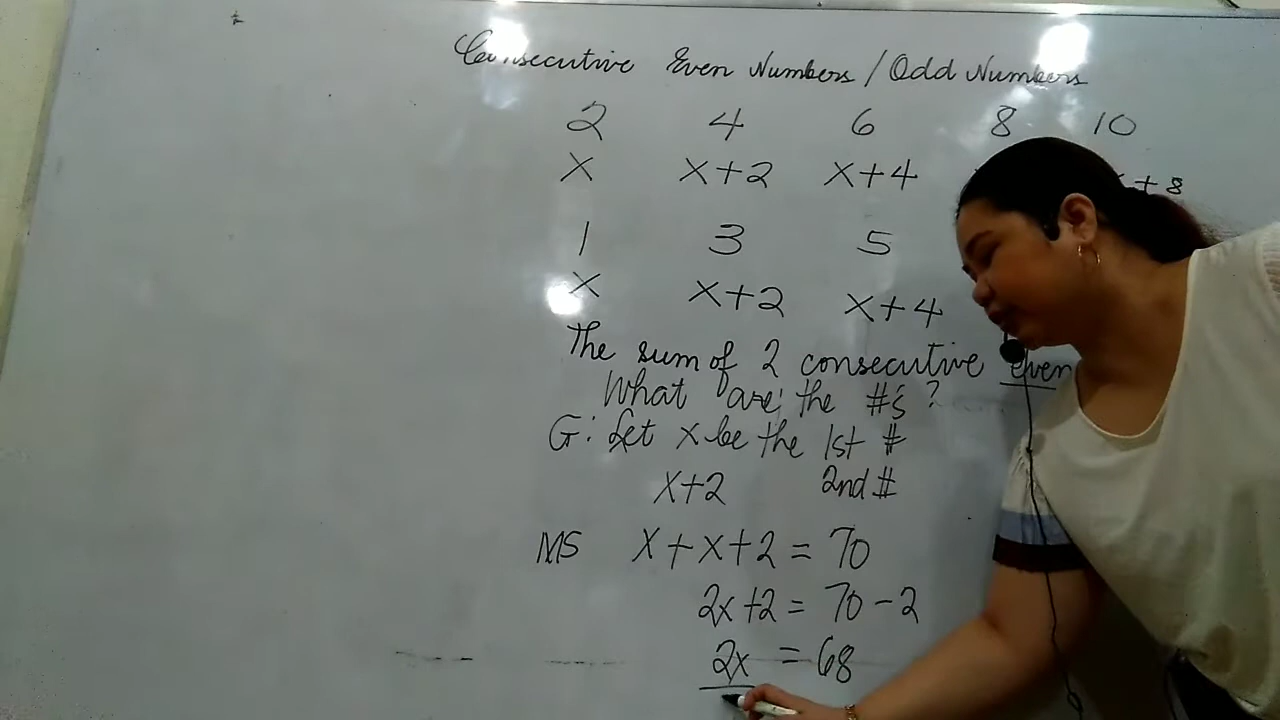 Consecutive Even Numbers / Odd Numbers
2 4 6 8 10
x x+2 x+4 + 8
1 3 5
x x+2 x+4
The sum of 2 consecutive even
What are the #s ?
G: Let x be the 1st #
x+2 2nd #
MS x + x + 2 = 70
2x + 2 = 70 - 2
2x = 68